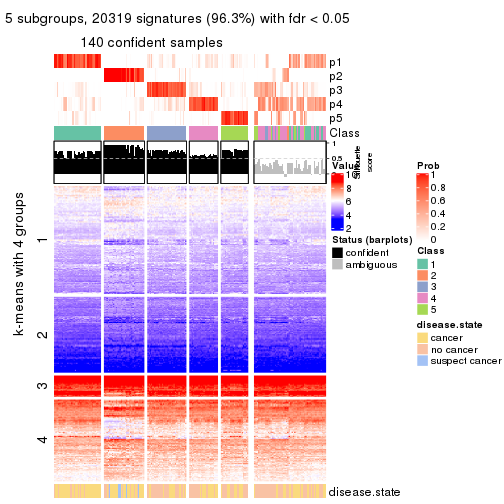 5 subgroups, 20319 signatures (96.3%) with fdr < 0.05
140 confident samples
p1
p2
p3
p4
p5
Class
1
0.5
0
Silhouette
score
k-means with 4 groups
1
2
3
4
Value
10
8
6
4
2
Status (barplots)
confident
ambiguous
Prob
1
0.8
0.6
0.4
0.2
0
Class
1
2
3
4
5
disease.state
cancer
no cancer
suspect cancer
disease.state